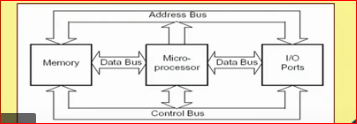 Address Bus
Memory
Data Bus
Micro-
processor
Data Bus
I/O
Ports
Control Bus